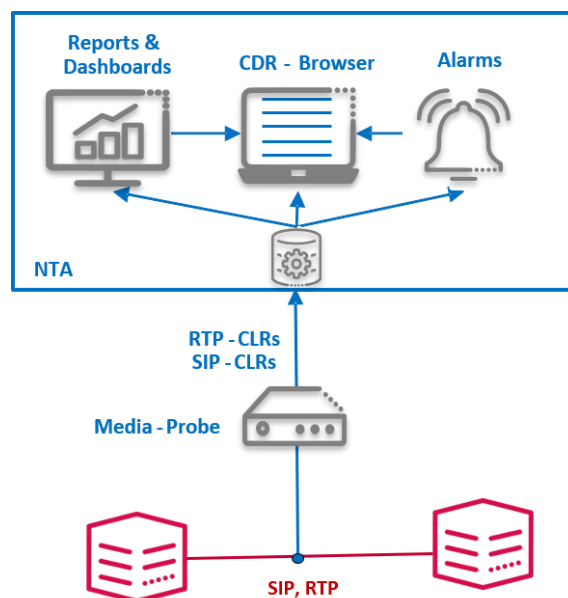 Reports &
Dashboards
CDR - Browser
Alarms
NTA
RTP - CLRs
SIP - CLRs
Media - Probe
SIP, RTP